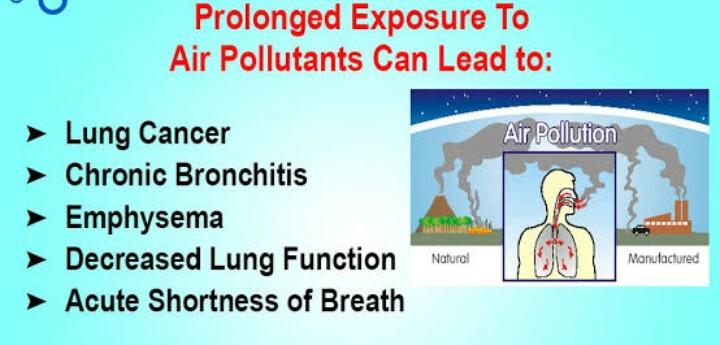 Prolonged Exposure To
Air Pollutants Can Lead to:
➤ Lung Cancer
➤ Chronic Bronchitis
➤ Emphysema
➤ Decreased Lung Function
➤ Acute Shortness of Breath
Air Pollution
Natural
Manufactured